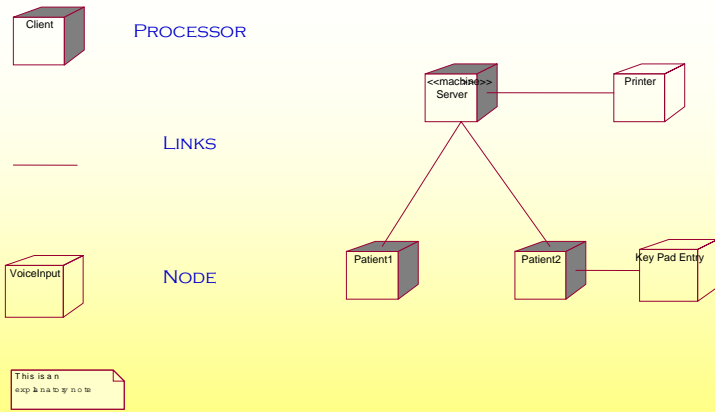 Client
PROCESSOR
<<machine>>
Server
Printer
LINKS
Patient1
Patient2
Key Pad Entry
VoiceInput
NODE
This is an
explanatory note